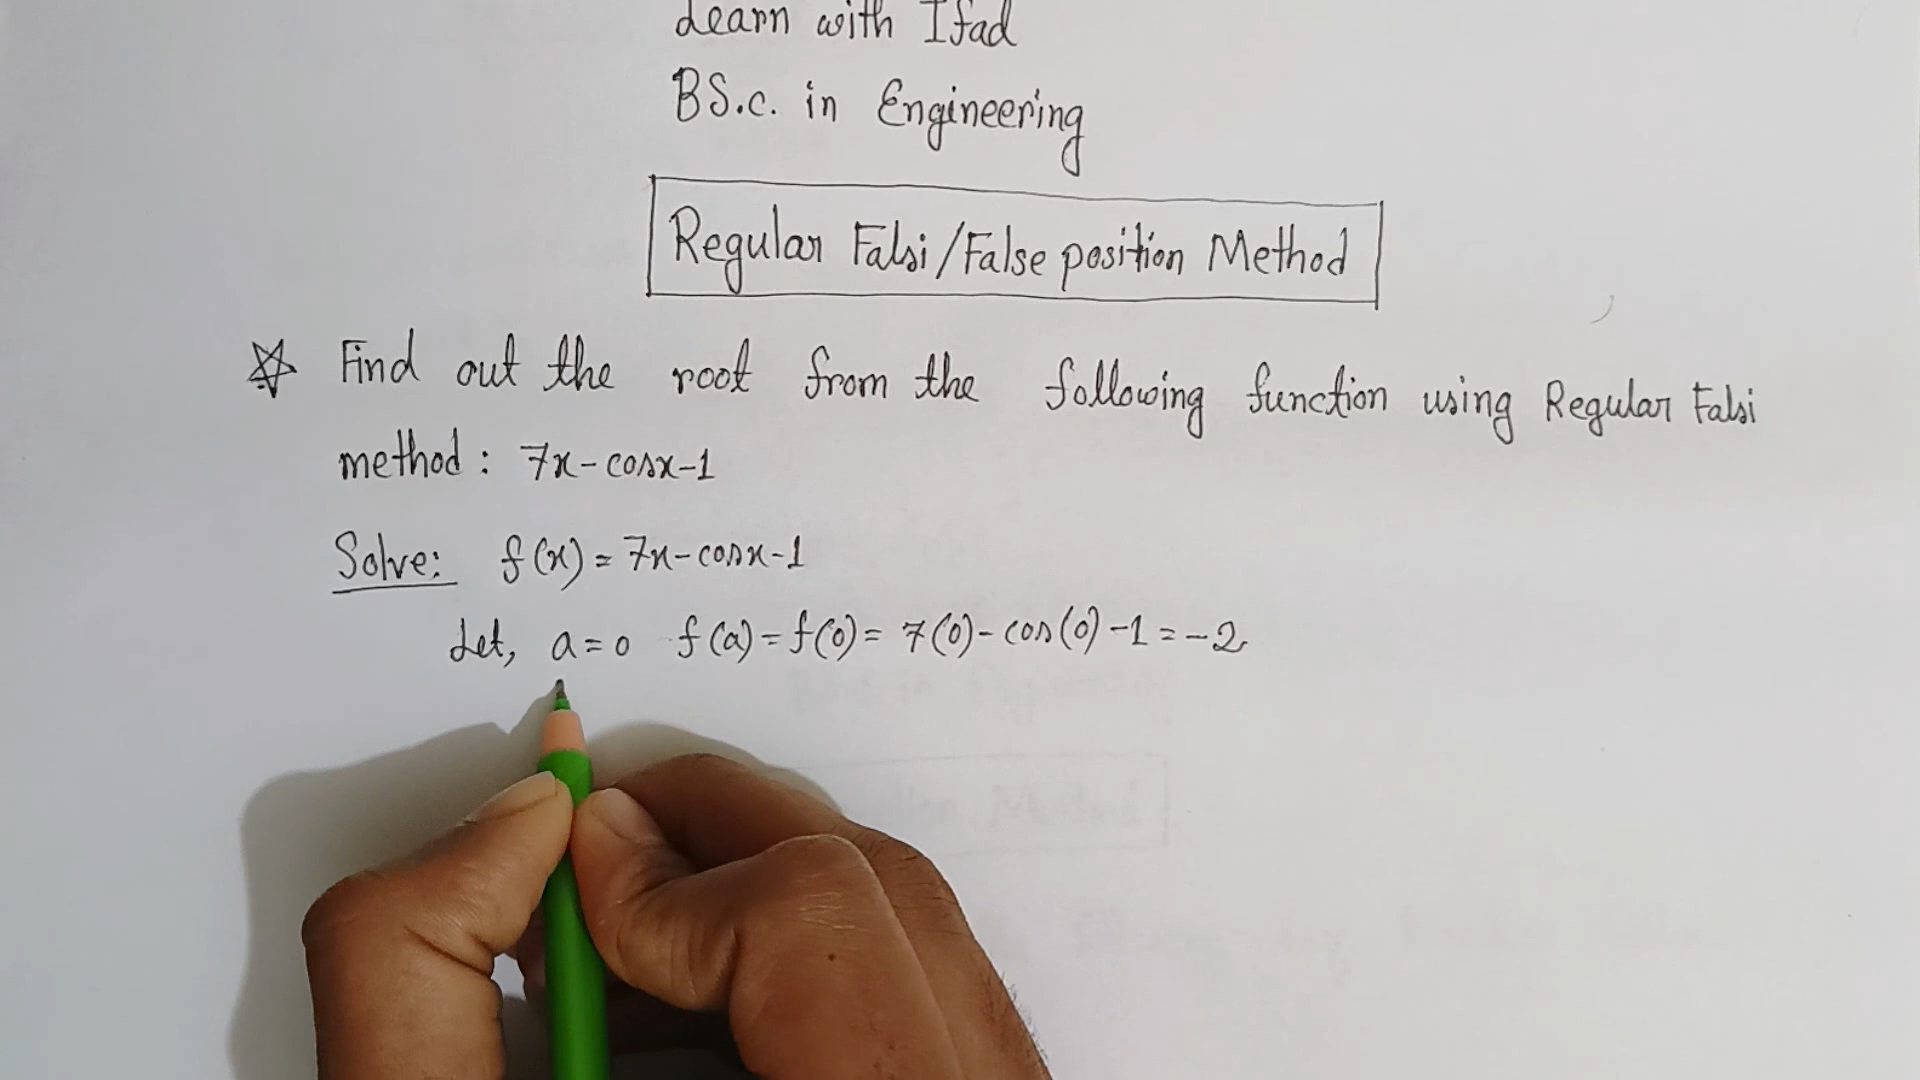 Learn with Ifad
BS.c. in Engineering
Regular Falsi/False position Method
Find out the root from the following function using Regular Falsi
method: 7x-cosx-1
Solve: f(x)=7x-cosx-1
Let, a=0 f(a)=f(0)= 7(0)-cos(0)-1=-2